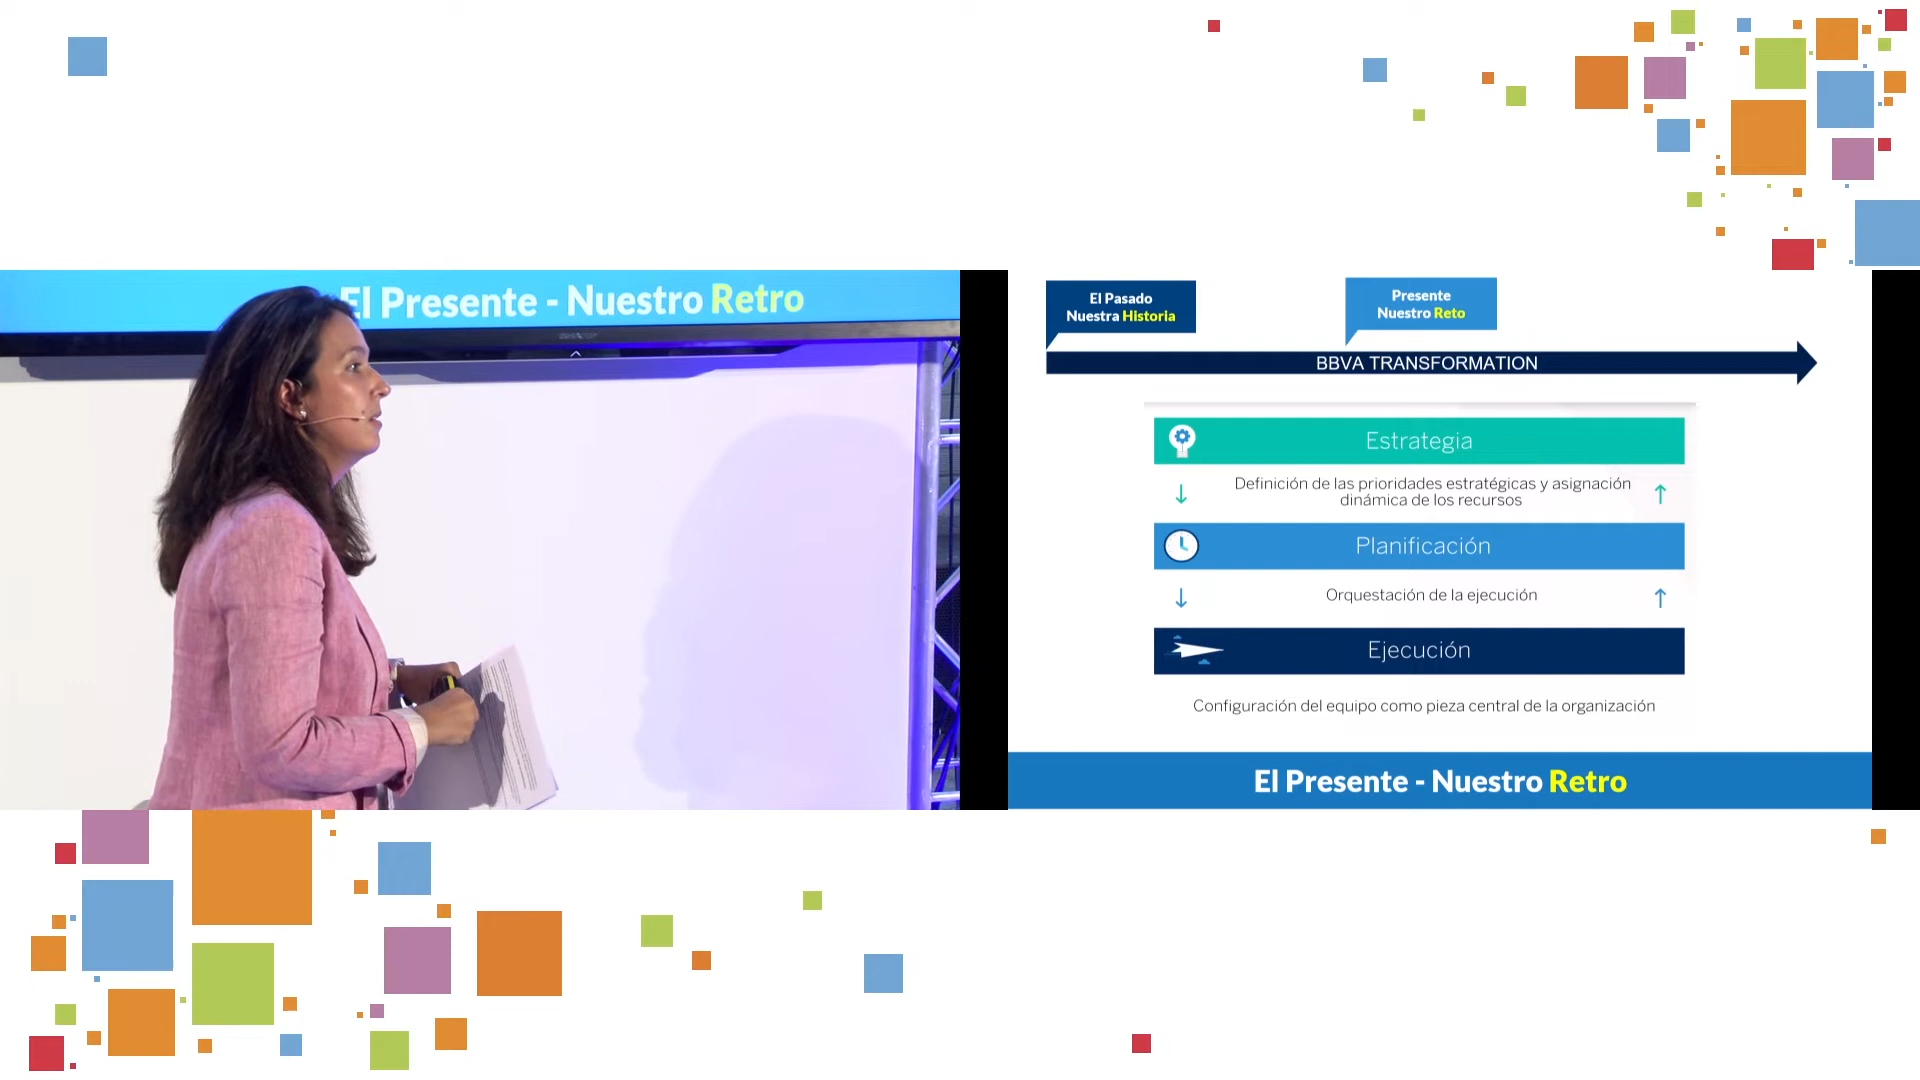 El Presente - Nuestro Retro
El Pasado
Nuestra Historia
Presente
Nuestro Reto
BBVA TRANSFORMATION
Estrategia
Definición de las prioridades estratégicas y asignación
dinámica de los recursos
Planificación
Orquestación de la ejecución
Ejecución
Configuración del equipo como pieza central de la organización
El Presente - Nuestro Retro